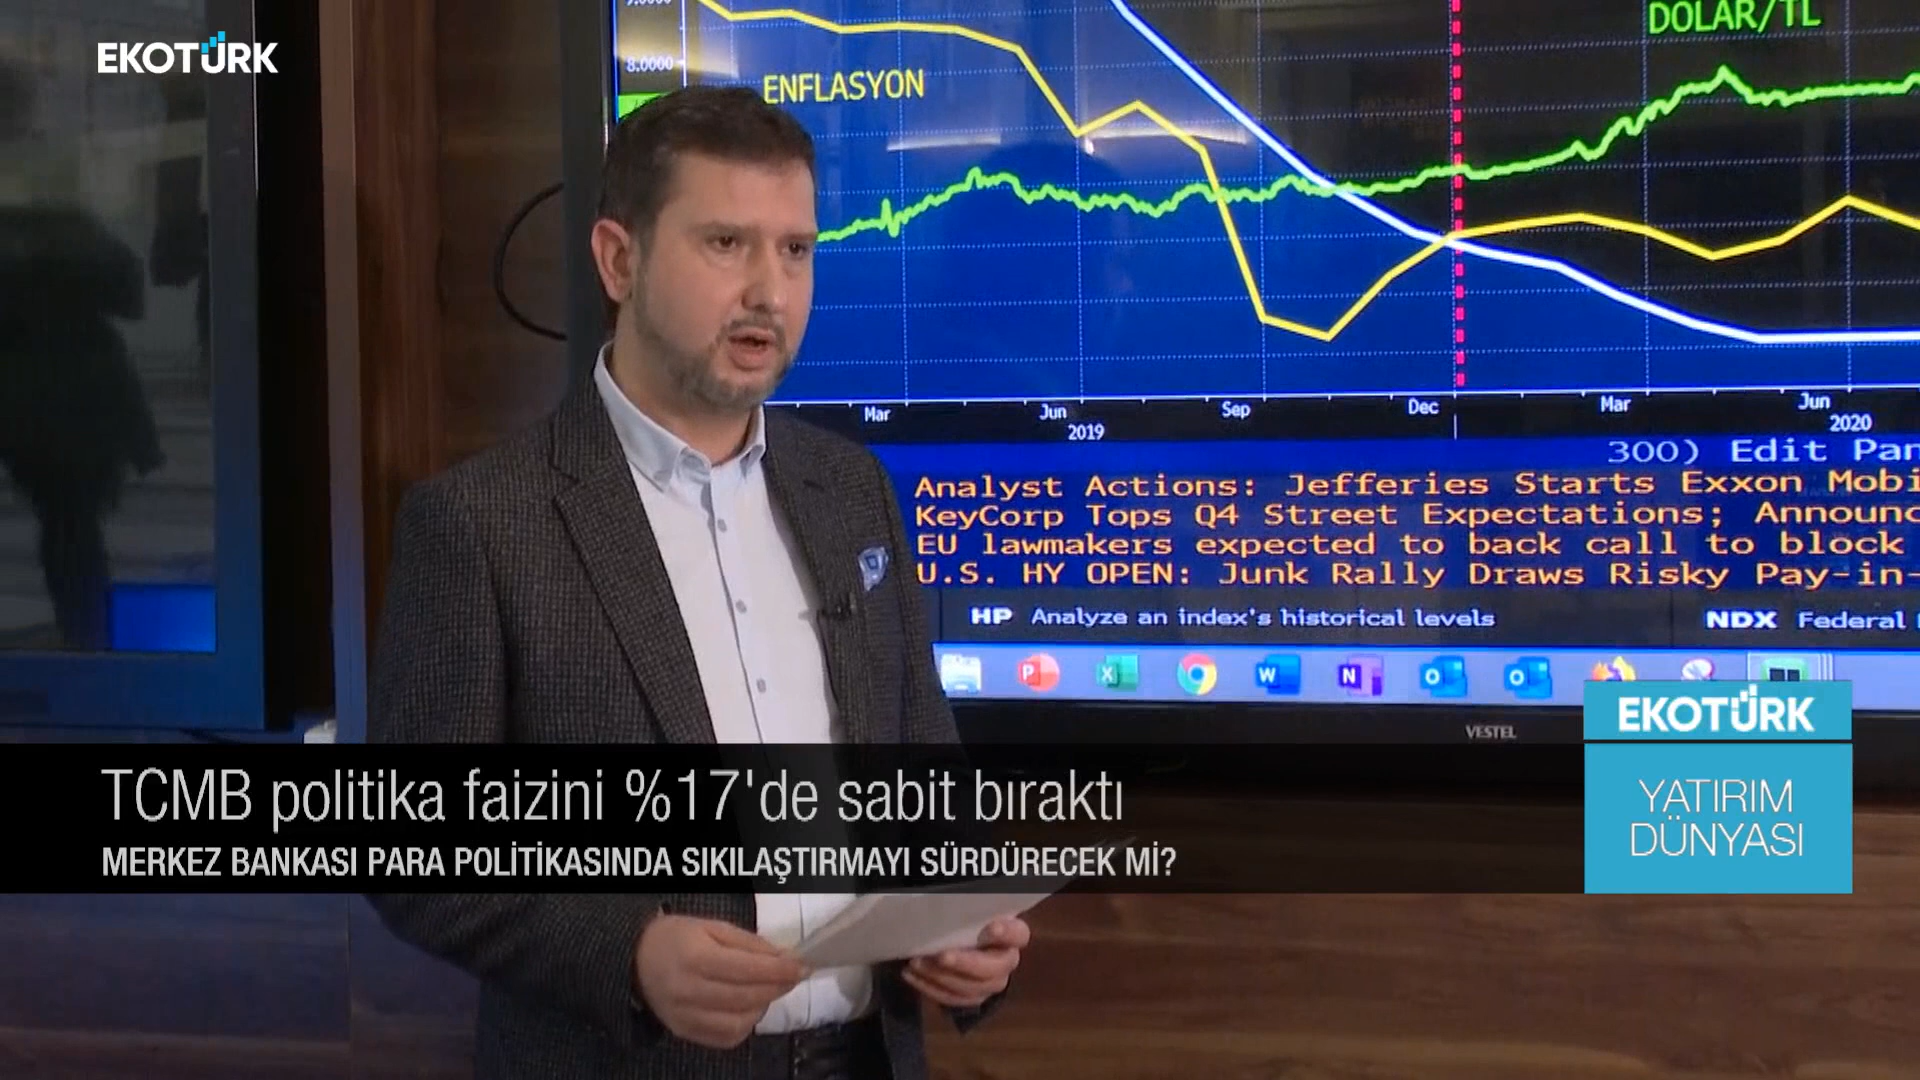 EKOTÜRK
8.0000
ENFLASYON
DOLAR/TL
Mar
Jun
Sep
Dec
Mar
Jun
2019
2020
300) Edit Pan
Analyst Actions: Jefferies Starts Exxon Mobi
KeyCorp Tops Q4 Street Expectations; Announc
EU lawmakers expected to back call to block
U.S. HY OPEN: Junk Rally Draws Risky Pay-in-
HP Analyze an index's historical levels
NDX Federal
P
X
W
N
O
O
VESTEL
EKOTÜRK
YATIRIM
DÜNYASI
TCMB politika faizini %17'de sabit bıraktı
MERKEZ BANKASI PARA POLİTİKASINDA SIKILAŞTIRMAYI SÜRDÜRECEK Mİ?